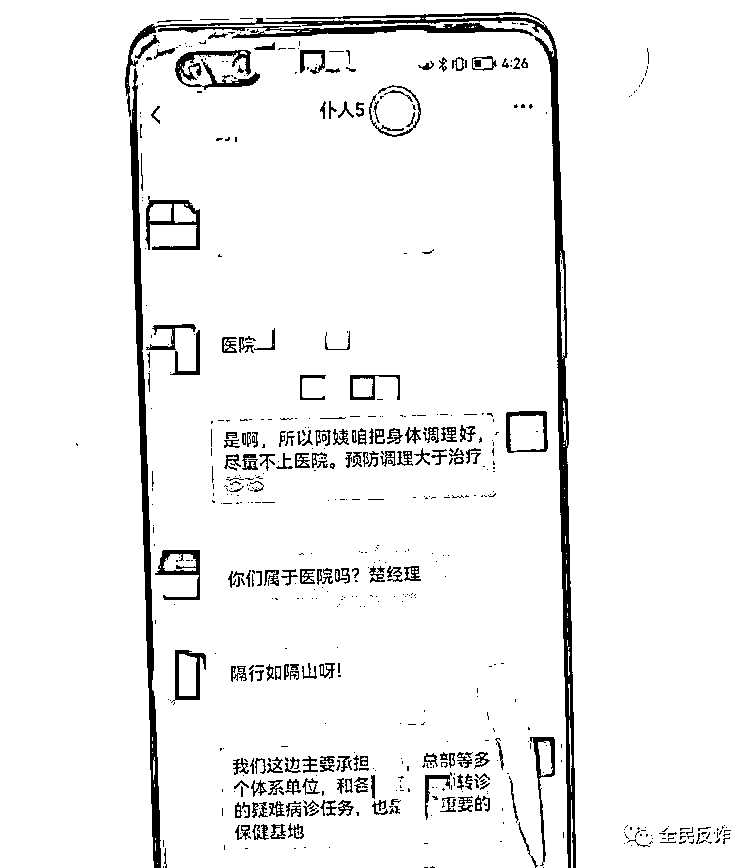 4:26
仆人5
医院
是啊，所以阿姨咱把身体调理好，
尽量不上医院。预防调理大于治疗
你们属于医院吗？楚经理
隔行如隔山呀!
我们这边主要承担
，总部等多
个体系单位，和各
转诊
的疑难病诊任务，也是
重要的
保健基地
全民反诈